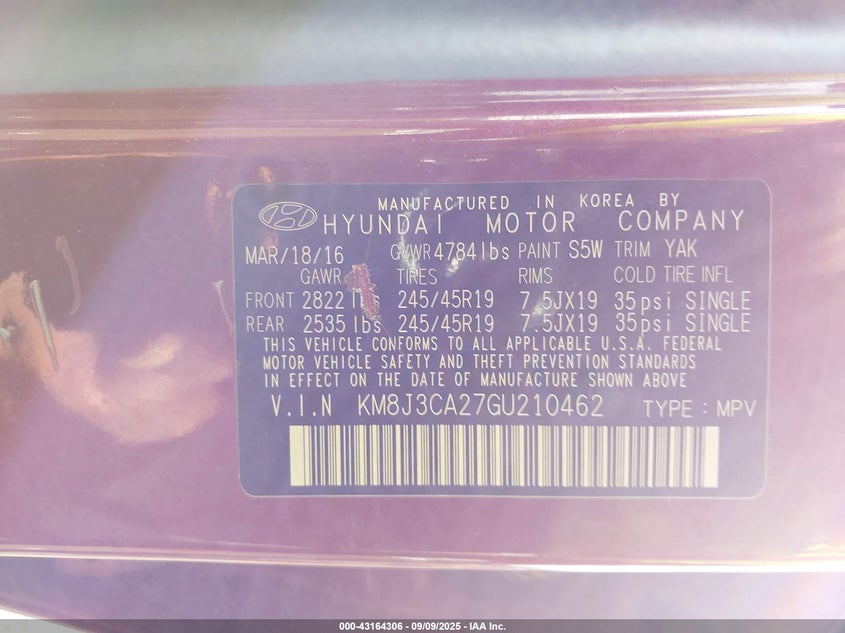 MANUFACTURED IN KOREA BY
HYUNDAI MOTOR COMPANY
MAR/18/16 GVWR 4784 lbs PAINT S5W TRIM YAK
GAWR TIRES RIMS COLD TIRE INFL
FRONT 2822 lbs 245/45R19 7.5JX19 35psi SINGLE
REAR 2535 lbs 245/45R19 7.5JX19 35psi SINGLE
THIS VEHICLE CONFORMS TO ALL APPLICABLE U.S.A. FEDERAL
MOTOR VEHICLE SAFETY AND THEFT PREVENTION STANDARDS
IN EFFECT ON THE DATE OF MANUFACTURE SHOWN ABOVE
V.I.N KM8J3CA27GU210462 TYPE : MPV
000-43164306 - 09/09/2025 - IAA Inc.